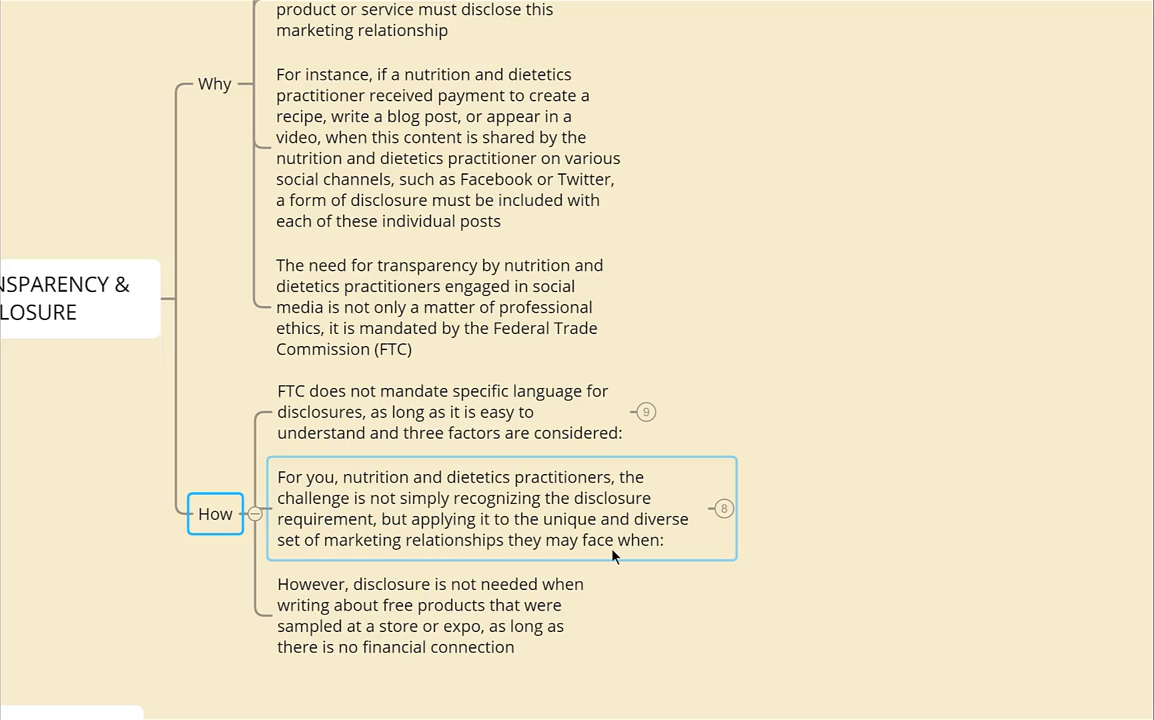 product or service must disclose this
marketing relationship
Why
For instance, if a nutrition and dietetics
practitioner received payment to create a
recipe, write a blog post, or appear in a
video, when this content is shared by the
nutrition and dietetics practitioner on various
social channels, such as Facebook or Twitter,
a form of disclosure must be included with
each of these individual posts
The need for transparency by nutrition and
dietetics practitioners engaged in social
media is not only a matter of professional
ethics, it is mandated by the Federal Trade
Commission (FTC)
NSPARENCY &
LOSURE
FTC does not mandate specific language for
disclosures, as long as it is easy to
understand and three factors are considered:
9
How
For you, nutrition and dietetics practitioners, the
challenge is not simply recognizing the disclosure
requirement, but applying it to the unique and diverse
set of marketing relationships they may face when:
8
However, disclosure is not needed when
writing about free products that were
sampled at a store or expo, as long as
there is no financial connection